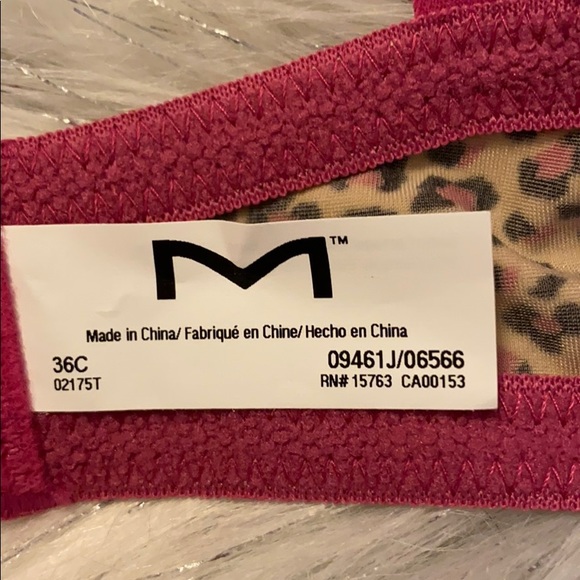 M™
Made in China/ Fabriqué en Chine/ Hecho en China
36C
09461J/06566
02175T
RN# 15763 CA00153